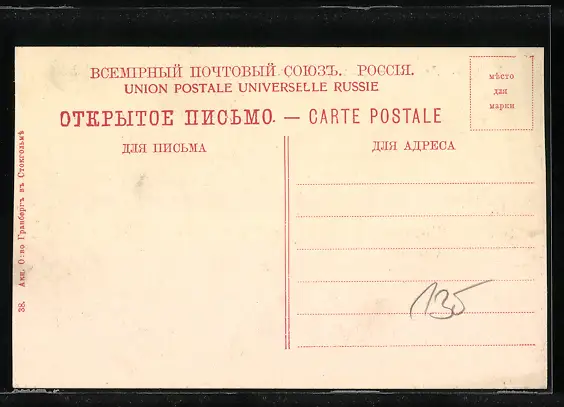 ВСЕМІРНЫЙ ПОЧТОВЫЙ СОЮЗЪ. РОССІЯ.
UNION POSTALE UNIVERSELLE RUSSIE
ОТКРЫТОЕ ПИСЬМО. — CARTE POSTALE
мѣсто
для
марки
ДЛЯ ПИСЬМА
ДЛЯ АДРЕСА
135
38. Акц. О-во Гранбергъ въ Стокгольмѣ